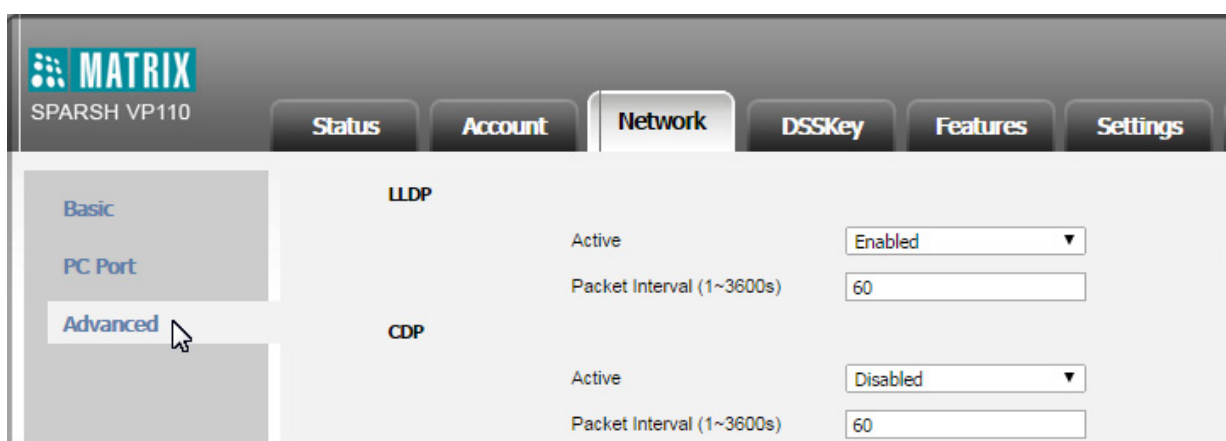 MATRIX
SPARSH VP110
Status Account Network DSSKey Features Settings
Basic
PC Port
Advanced
LLDP
Active Enabled
Packet Interval (1~3600s) 60
CDP
Active Disabled
Packet Interval (1~3600s) 60